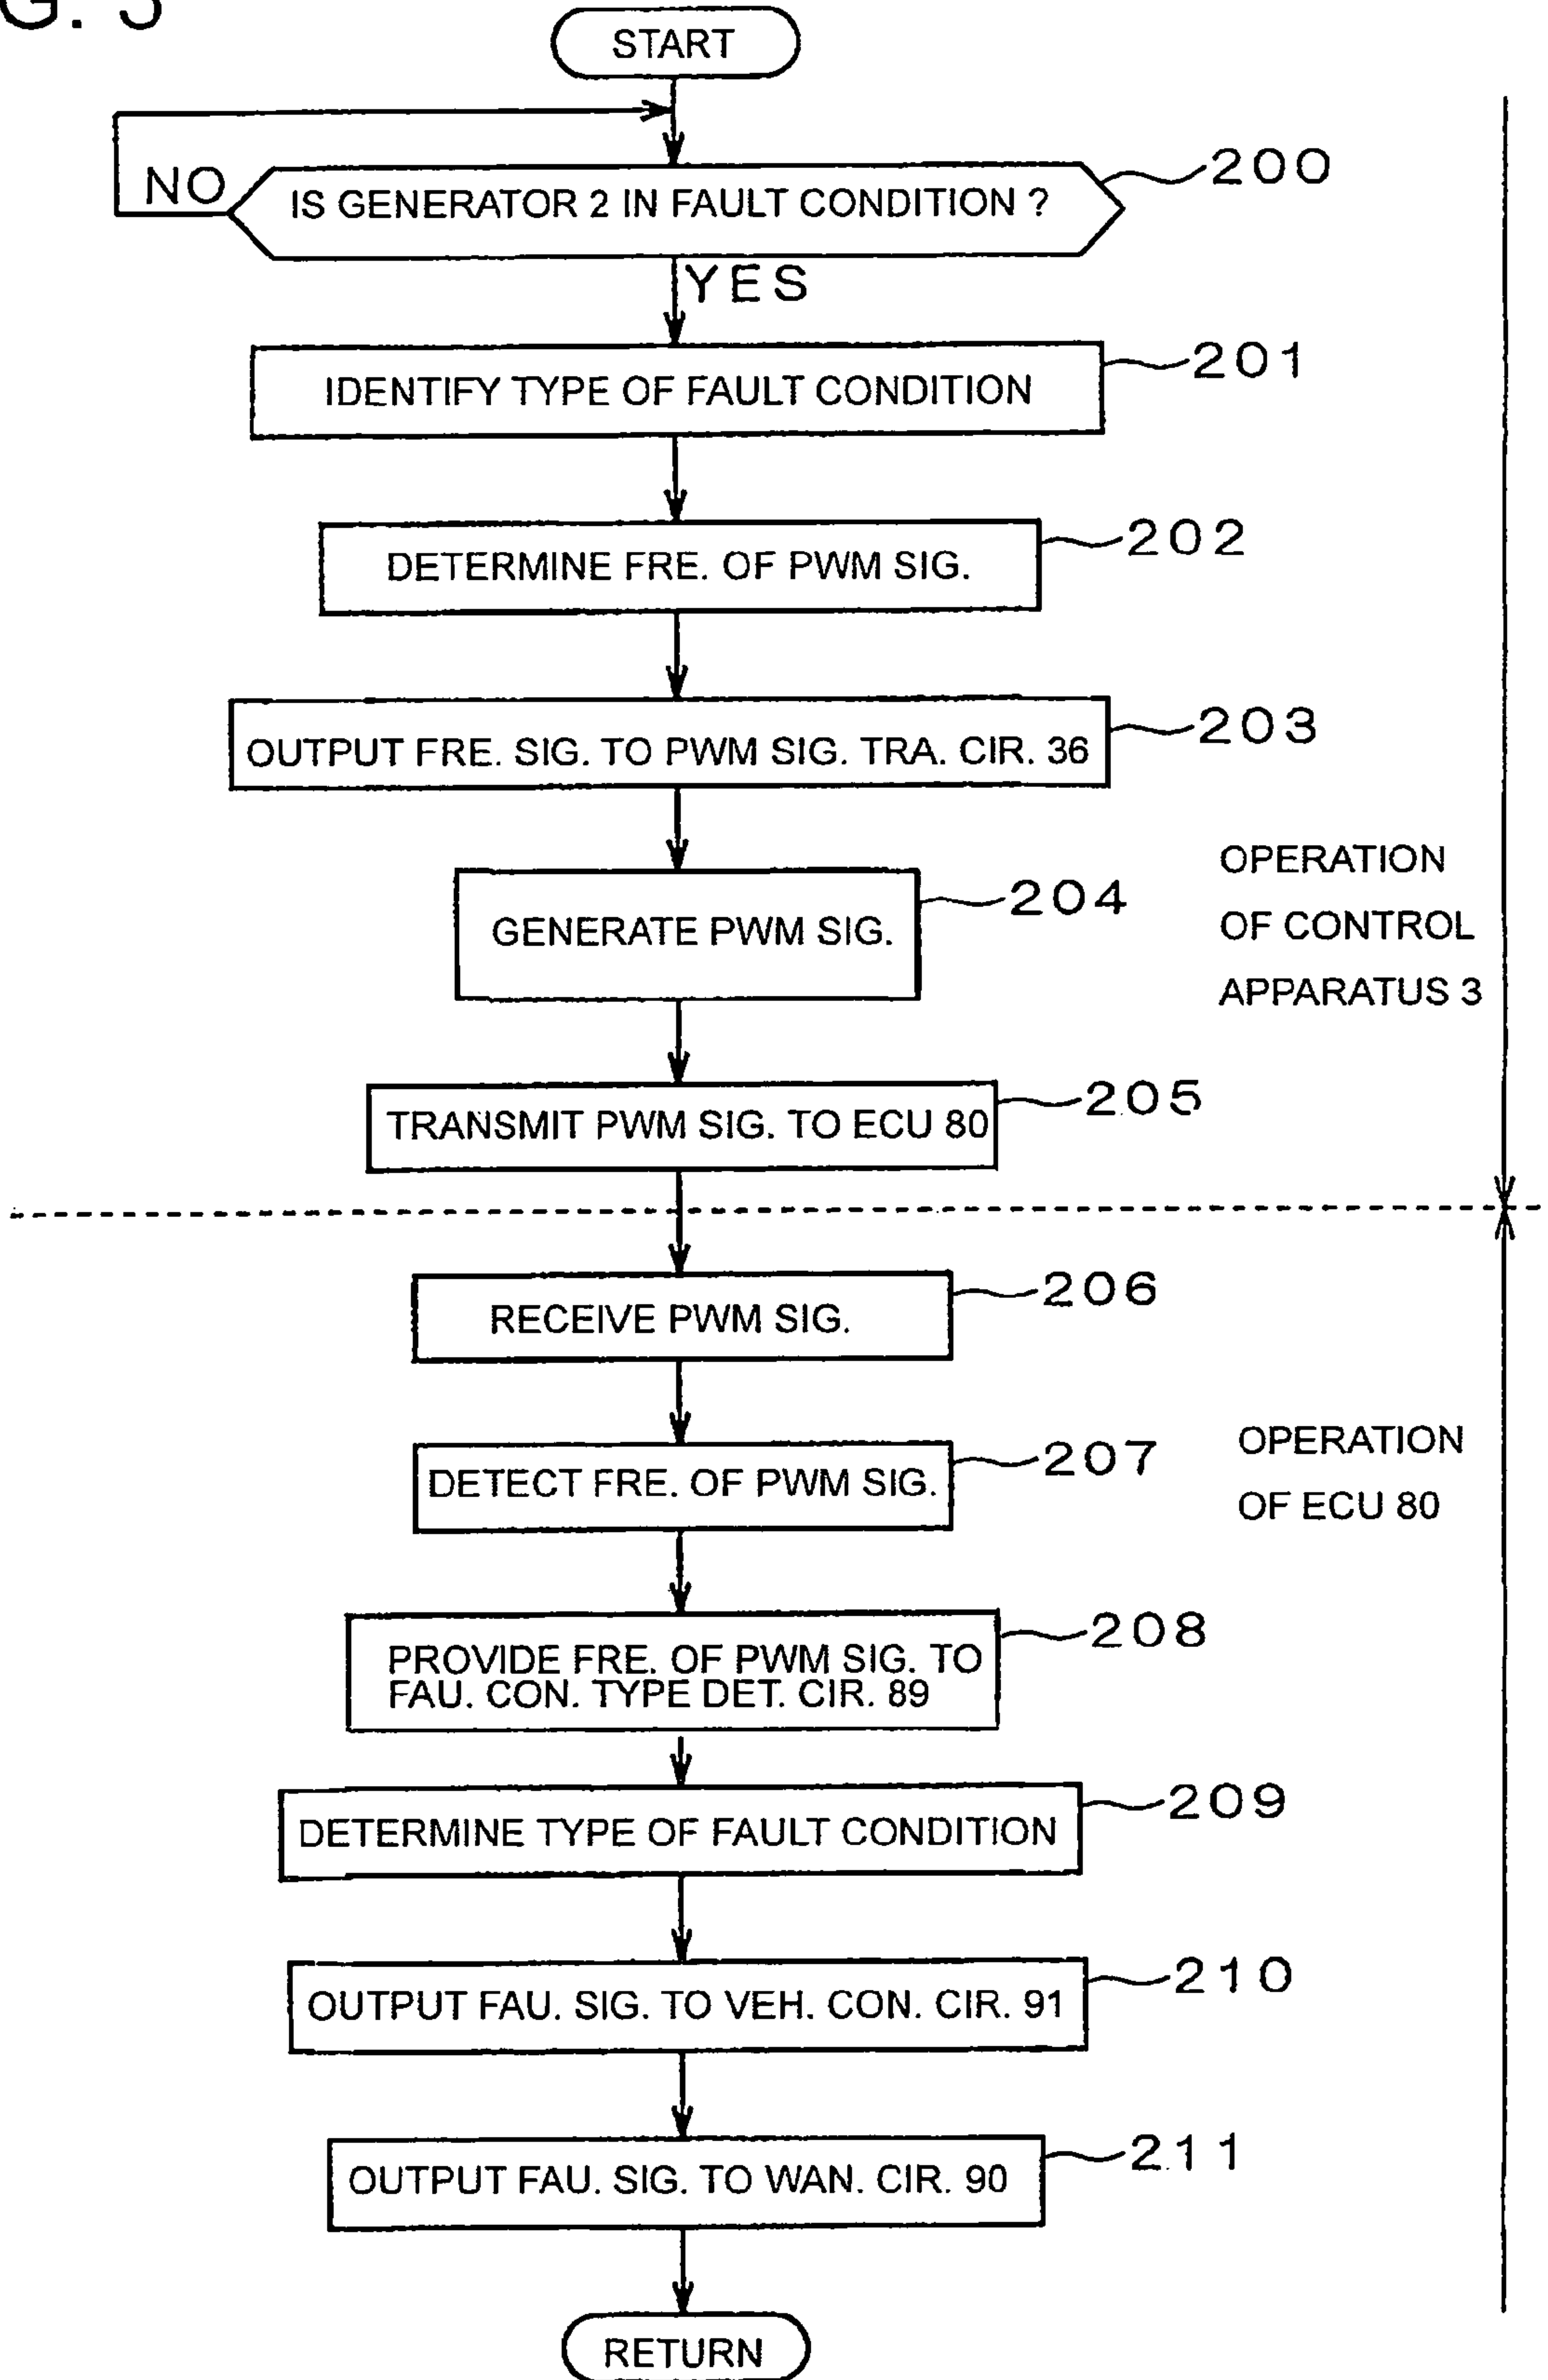 G. 5
START
NO
IS GENERATOR 2 IN FAULT CONDITION ?
200
YES
201
IDENTIFY TYPE OF FAULT CONDITION
202
DETERMINE FRE. OF PWM SIG.
203
OUTPUT FRE. SIG. TO PWM SIG. TRA. CIR. 36
204
GENERATE PWM SIG.
OPERATION
OF CONTROL
APPARATUS 3
205
TRANSMIT PWM SIG. TO ECU 80
206
RECEIVE PWM SIG.
207
DETECT FRE. OF PWM SIG.
OPERATION
OF ECU 80
208
PROVIDE FRE. OF PWM SIG. TO
FAU. CON. TYPE DET. CIR. 89
209
DETERMINE TYPE OF FAULT CONDITION
210
OUTPUT FAU. SIG. TO VEH. CON. CIR. 91
211
OUTPUT FAU. SIG. TO WAN. CIR. 90
RETURN